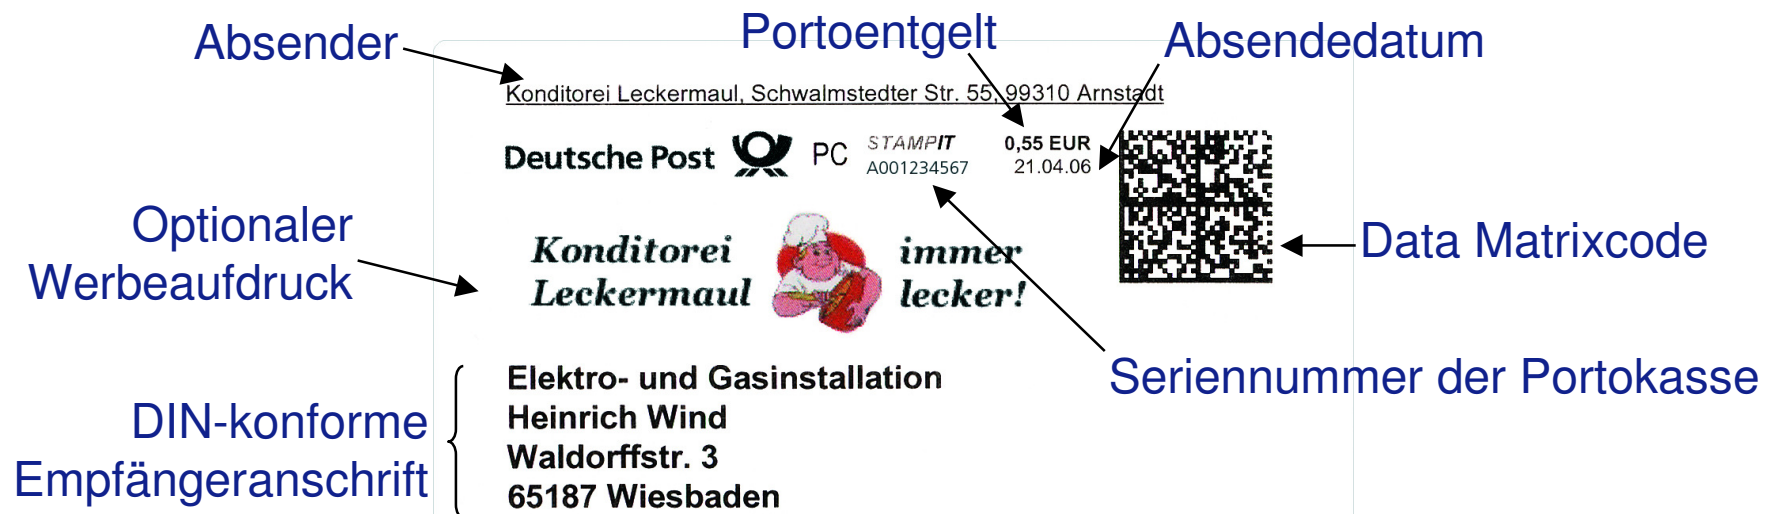 Absender
Portoentgelt
Absendedatum
Konditorei Leckermaul, Schwalmstedter Str. 55, 99310 Arnstadt
Deutsche Post PC STAMPIT 0,55 EUR
A001234567 21.04.06
Optionaler
Werbeaufdruck
Konditorei immer
Leckermaul lecker!
Data Matrixcode
Seriennummer der Portokasse
DIN-konforme
Empfängeranschrift
Elektro- und Gasinstallation
Heinrich Wind
Waldorffstr. 3
65187 Wiesbaden